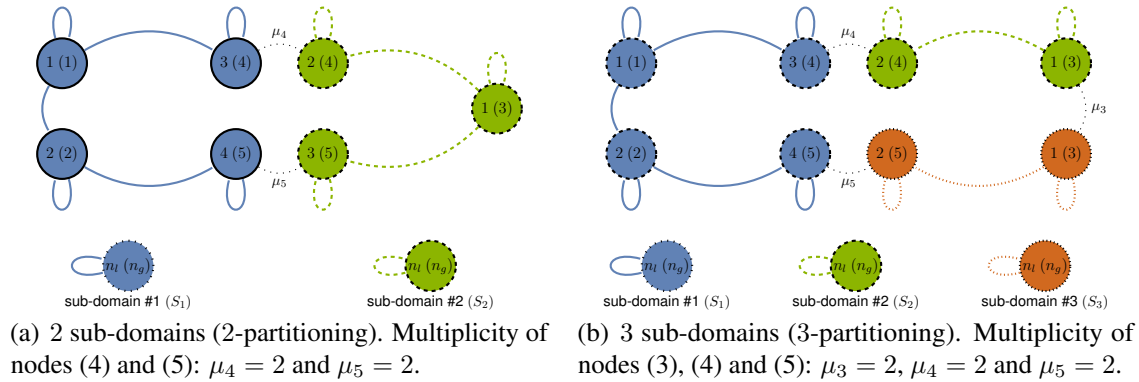 μ₄
1 (1)
3 (4)
2 (4)
1 (3)
2 (2)
4 (5)
3 (5)
μ₅
nₗ (n_g)
nₗ (n_g)
sub-domain #1 (S₁)
sub-domain #2 (S₂)
(a) 2 sub-domains (2-partitioning). Multiplicity of
nodes (4) and (5): μ₄ = 2 and μ₅ = 2.
μ₄
1 (1)
3 (4)
2 (4)
1 (3)
μ₃
2 (2)
4 (5)
2 (5)
1 (3)
μ₅
nₗ (n_g)
nₗ (n_g)
nₗ (n_g)
sub-domain #1 (S₁)
sub-domain #2 (S₂)
sub-domain #3 (S₃)
(b) 3 sub-domains (3-partitioning). Multiplicity of
nodes (3), (4) and (5): μ₃ = 2, μ₄ = 2 and μ₅ = 2.